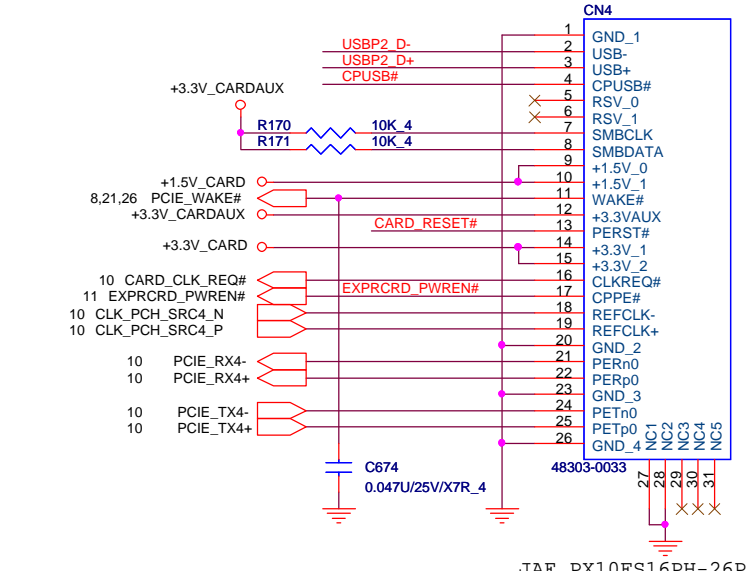 CN4
1 GND_1
USBP2_D- 2 USB-
USBP2_D+ 3 USB+
CPUSB# 4 CPUSB#
+3.3V_CARDAUX
5 RSV_0
6 RSV_1
R170 10K_4 7 SMBCLK
R171 10K_4 8 SMBDATA
9 +1.5V_0
+1.5V_CARD 10 +1.5V_1
8,21,26 PCIE_WAKE# 11 WAKE#
+3.3V_CARDAUX 12 +3.3VAUX
CARD_RESET# 13 PERST#
+3.3V_CARD 14 +3.3V_1
15 +3.3V_2
10 CARD_CLK_REQ# 16 CLKREQ#
11 EXPRCRD_PWREN# EXPRCRD_PWREN# 17 CPPE#
10 CLK_PCH_SRC4_N 18 REFCLK-
10 CLK_PCH_SRC4_P 19 REFCLK+
20 GND_2
10 PCIE_RX4- 21 PERn0
10 PCIE_RX4+ 22 PERp0
23 GND_3
10 PCIE_TX4- 24 PETn0
10 PCIE_TX4+ 25 PETp0
26 GND_4
NC1
NC2
NC3
NC4
NC5
48303-0033
27
28
29
30
31
C674
0.047U/25V/X7R_4
JAE PX10FS16PH-26P